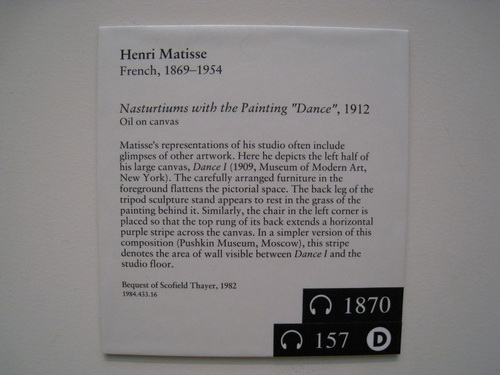 Henri Matisse
French, 1869–1954
Nasturtiums with the Painting "Dance", 1912
Oil on canvas
Matisse's representations of his studio often include
glimpses of other artwork. Here he depicts the left half of
his large canvas, Dance I (1909, Museum of Modern Art,
New York). The carefully arranged furniture in the
foreground flattens the pictorial space. The back leg of the
tripod sculpture stand appears to rest in the grass of the
painting behind it. Similarly, the chair in the left corner is
placed so that the top rung of its back extends a horizontal
purple stripe across the canvas. In a simpler version of this
composition (Pushkin Museum, Moscow), this stripe
denotes the area of wall visible between Dance I and the
studio floor.
Bequest of Scofield Thayer, 1982
1984.433.16
1870
157 D